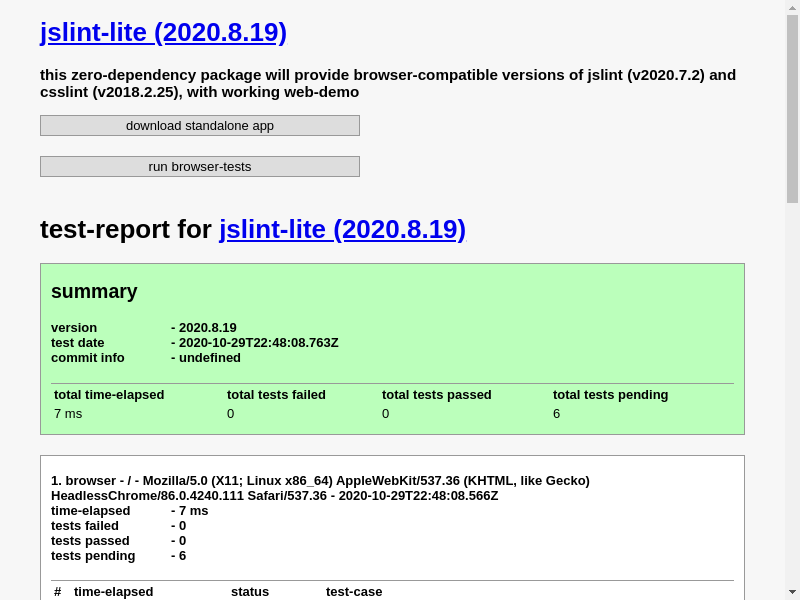 jslint-lite (2020.8.19)
this zero-dependency package will provide browser-compatible versions of jslint (v2020.7.2) and
csslint (v2018.2.25), with working web-demo
download standalone app
run browser-tests
test-report for jslint-lite (2020.8.19)
summary
version - 2020.8.19
test date - 2020-10-29T22:48:08.763Z
commit info - undefined
total time-elapsed total tests failed total tests passed total tests pending
7 ms 0 0 6
1. browser - / - Mozilla/5.0 (X11; Linux x86_64) AppleWebKit/537.36 (KHTML, like Gecko)
HeadlessChrome/86.0.4240.111 Safari/537.36 - 2020-10-29T22:48:08.566Z
time-elapsed - 7 ms
tests failed - 0
tests passed - 0
tests pending - 6
# time-elapsed status test-case